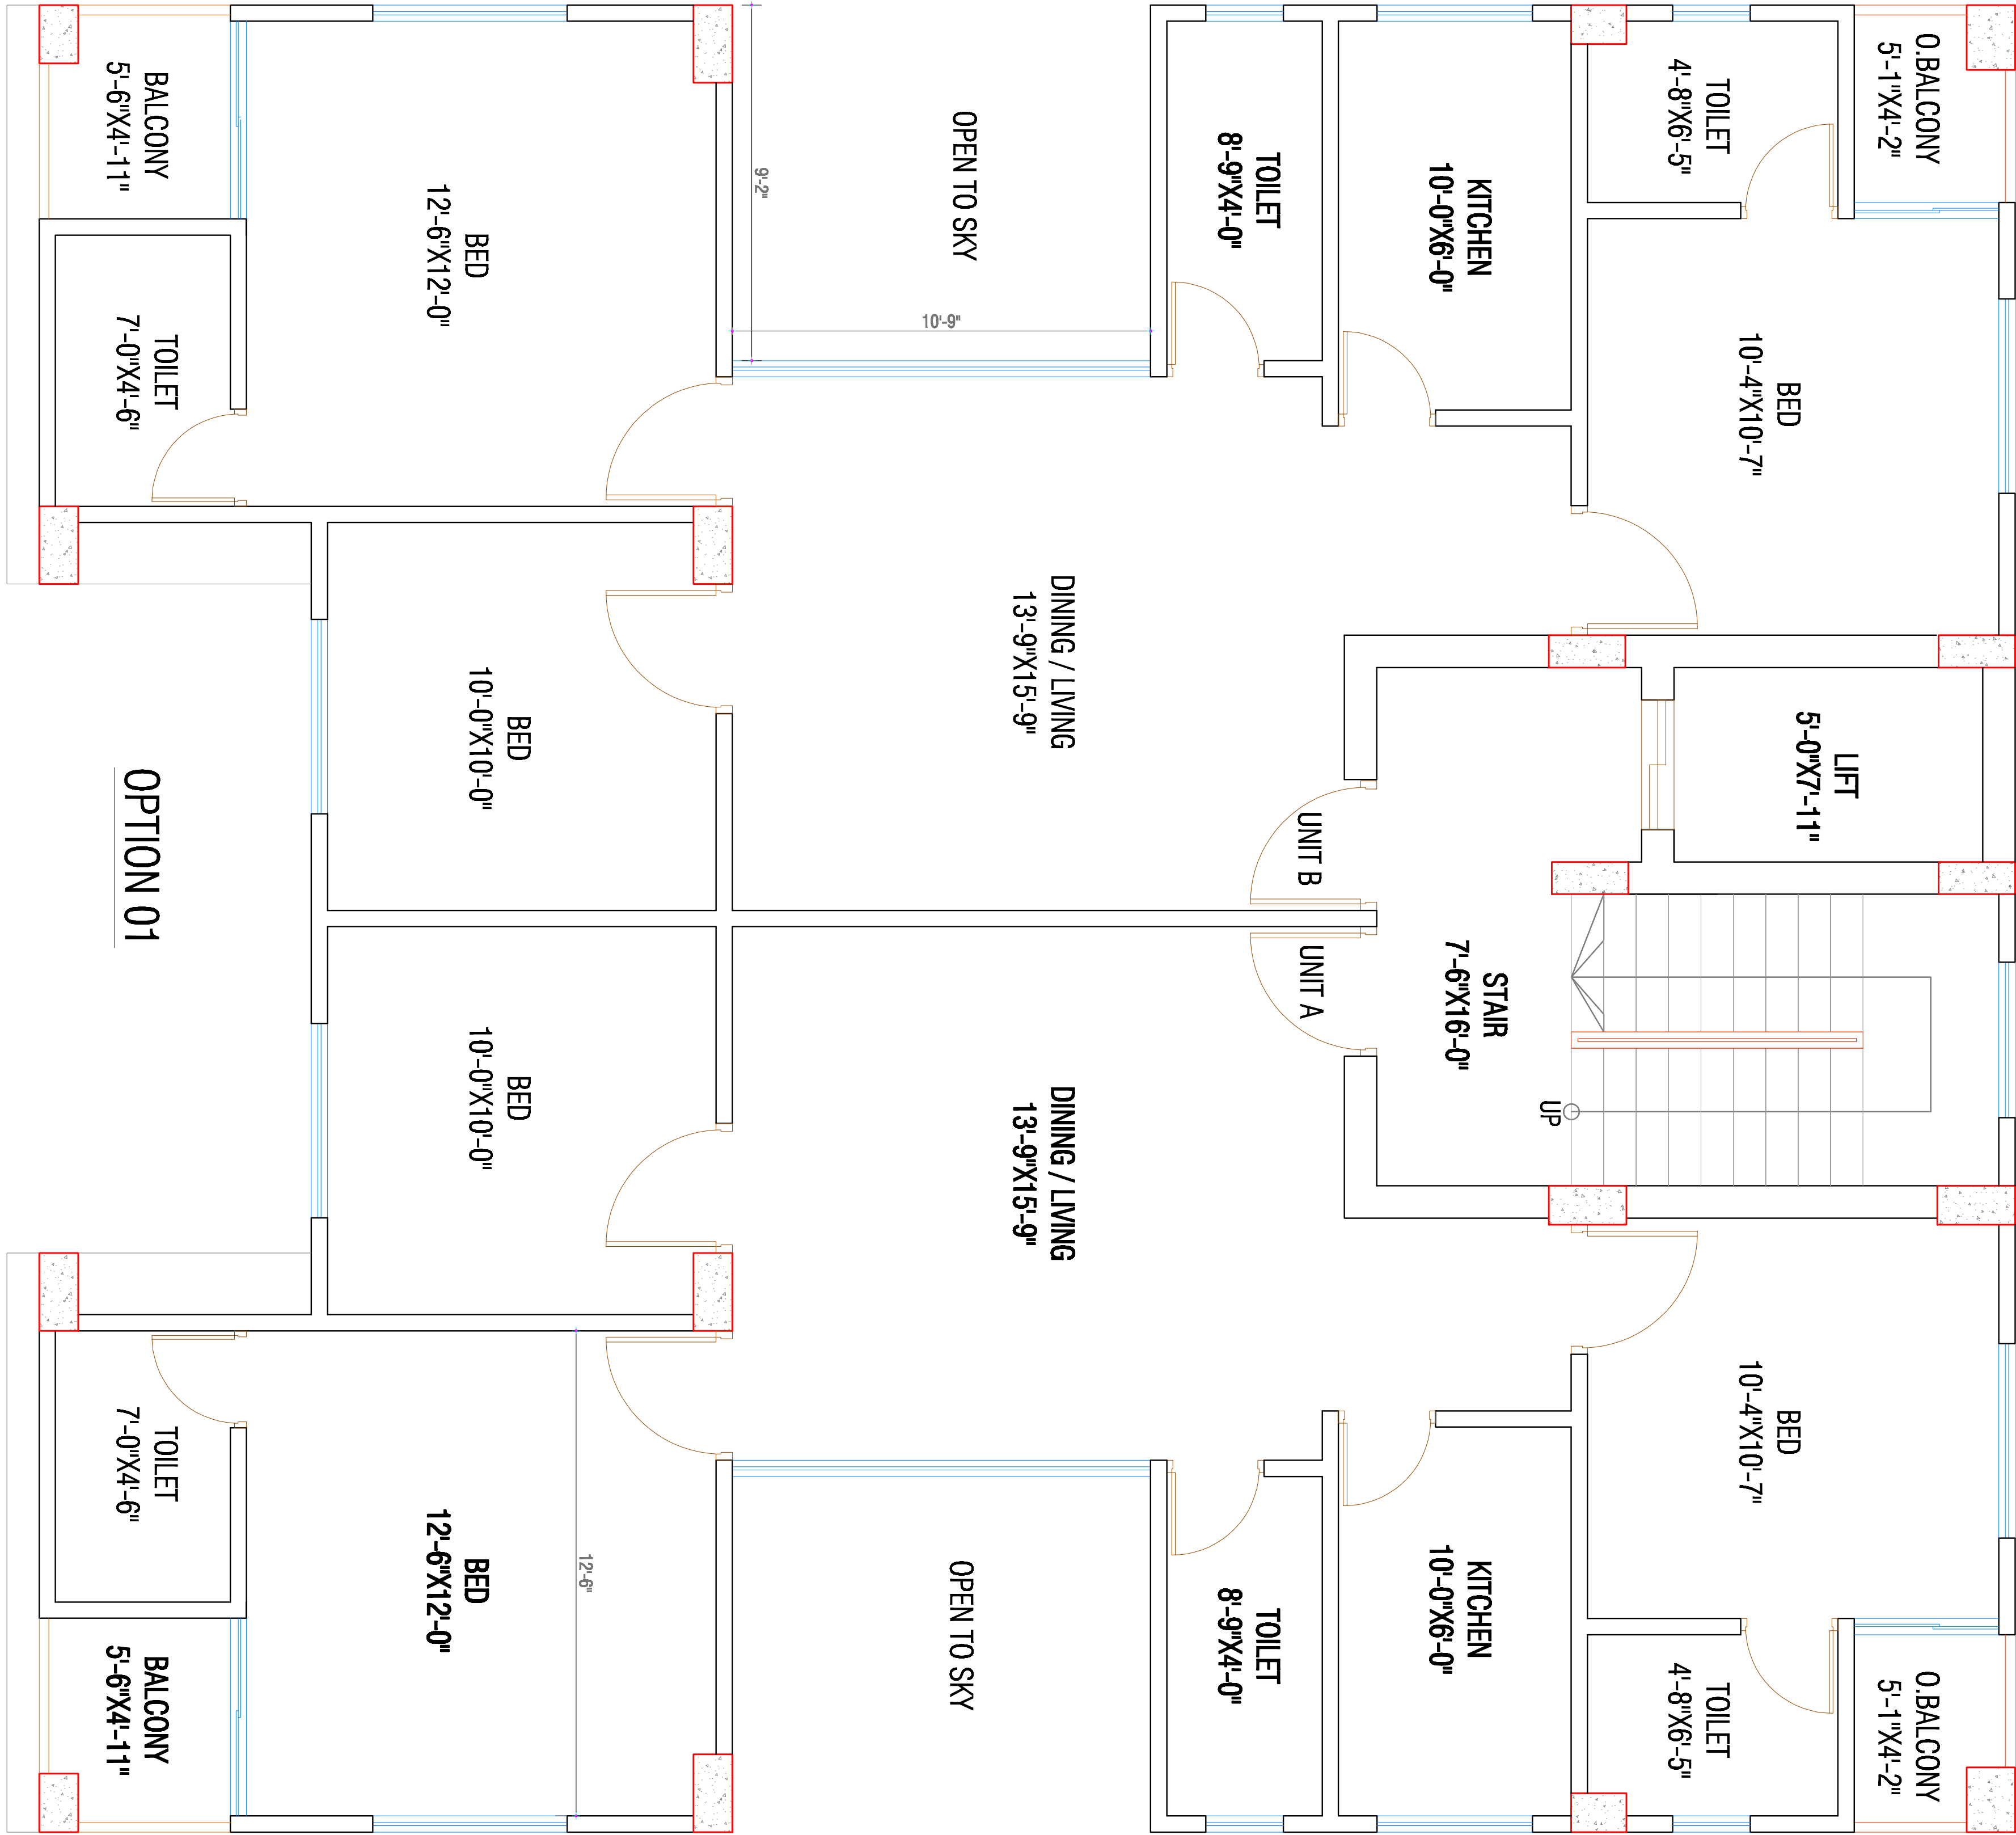 O.BALCONY
5'-1"X4'-2"
TOILET
4'-8"X6'-5"
BED
10'-4"X10'-7"
LIFT
5'-0"X7'-11"
STAIR
7'-6"X16'-0"
UP
BED
10'-4"X10'-7"
TOILET
4'-8"X6'-5"
O.BALCONY
5'-1"X4'-2"
KITCHEN
10'-0"X6'-0"
KITCHEN
10'-0"X6'-0"
TOILET
8'-9"X4'-0"
UNIT B
UNIT A
TOILET
8'-9"X4'-0"
OPEN TO SKY
10'-9"
9'-2"
DINING / LIVING
13'-9"X15'-9"
DINING / LIVING
13'-9"X15'-9"
OPEN TO SKY
BED
12'-6"X12'-0"
BED
10'-0"X10'-0"
BED
10'-0"X10'-0"
12'-6"
BED
12'-6"X12'-0"
BALCONY
5'-6"X4'-11"
TOILET
7'-0"X4'-6"
TOILET
7'-0"X4'-6"
BALCONY
5'-6"X4'-11"
OPTION 01